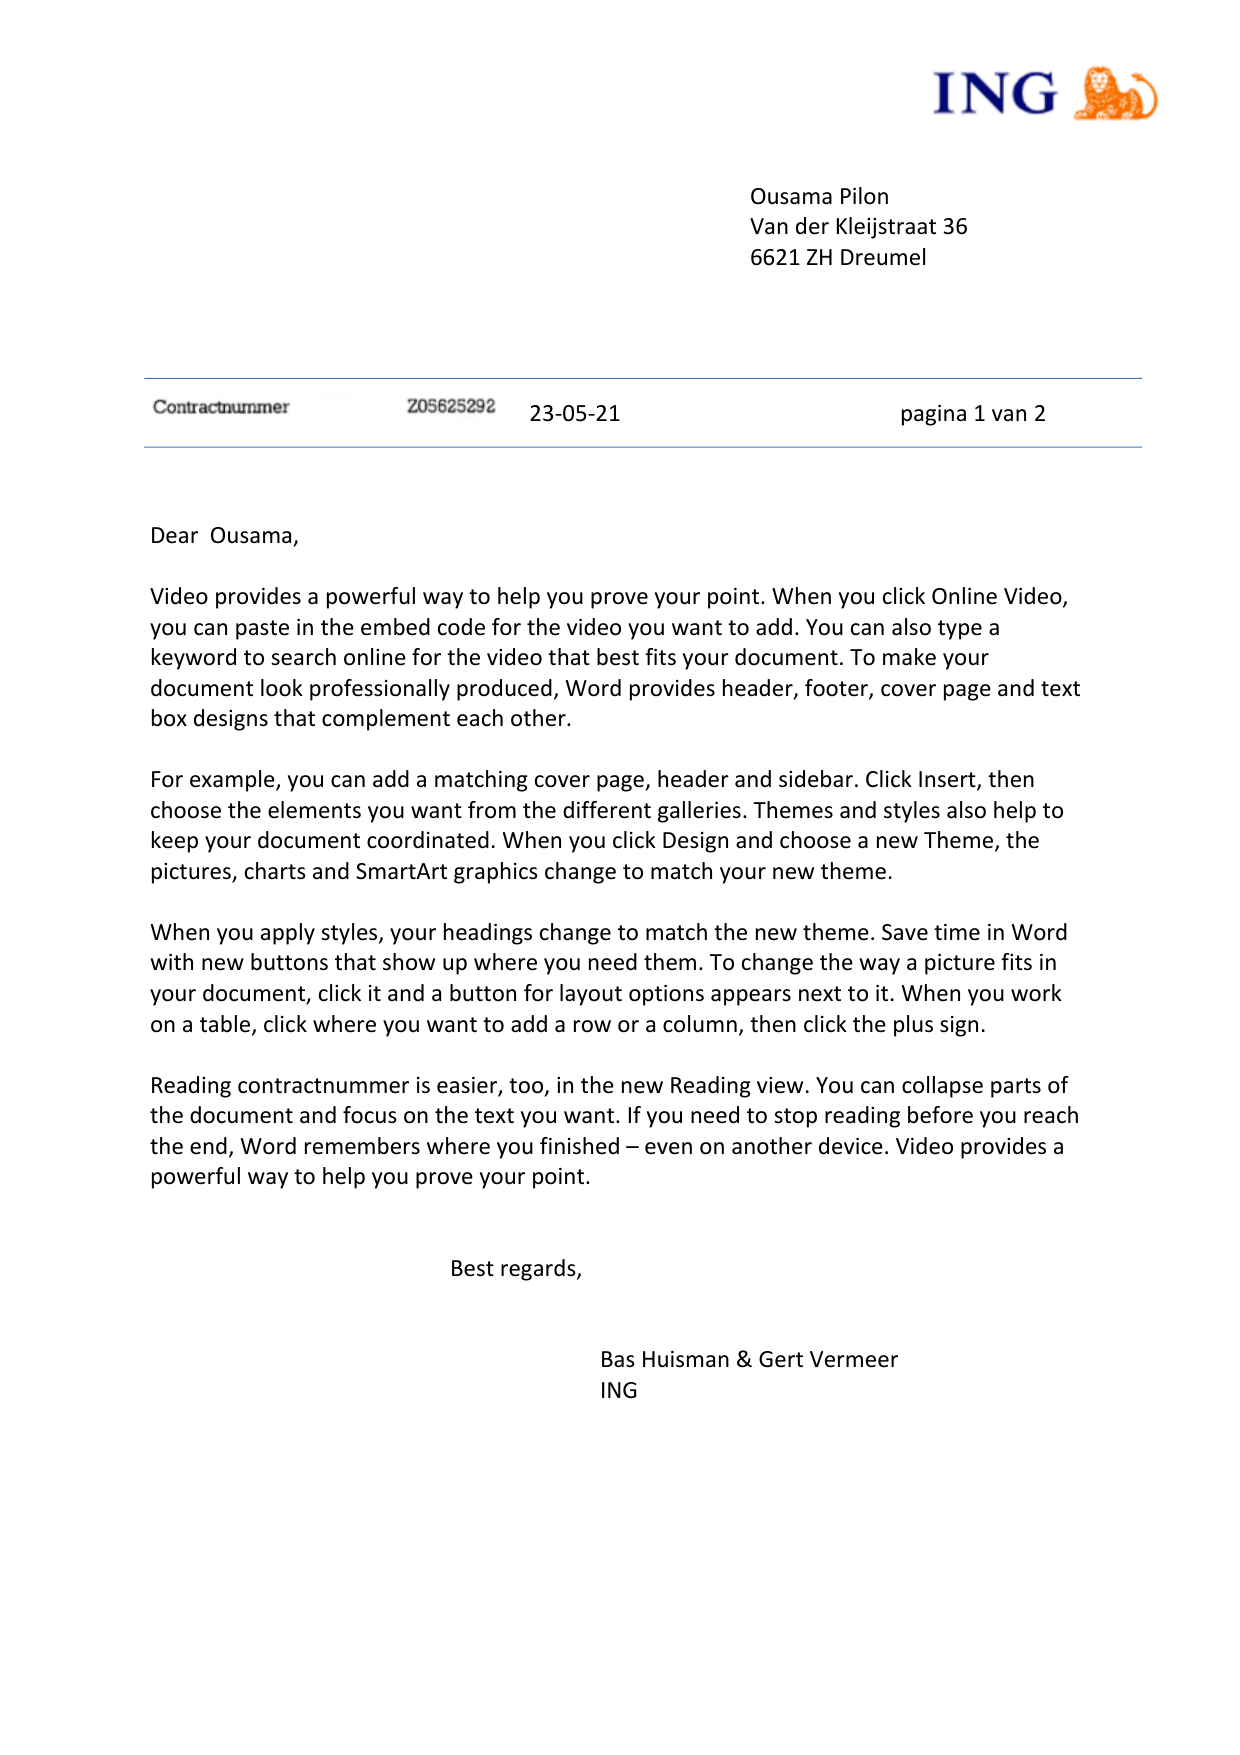 ING
Ousama Pilon
Van der Kleijstraat 36
6621 ZH Dreumel
Contractnummer Z05625292 23-05-21 pagina 1 van 2
Dear  Ousama,
Video provides a powerful way to help you prove your point. When you click Online Video,
you can paste in the embed code for the video you want to add. You can also type a
keyword to search online for the video that best fits your document. To make your
document look professionally produced, Word provides header, footer, cover page and text
box designs that complement each other.
For example, you can add a matching cover page, header and sidebar. Click Insert, then
choose the elements you want from the different galleries. Themes and styles also help to
keep your document coordinated. When you click Design and choose a new Theme, the
pictures, charts and SmartArt graphics change to match your new theme.
When you apply styles, your headings change to match the new theme. Save time in Word
with new buttons that show up where you need them. To change the way a picture fits in
your document, click it and a button for layout options appears next to it. When you work
on a table, click where you want to add a row or a column, then click the plus sign.
Reading contractnummer is easier, too, in the new Reading view. You can collapse parts of
the document and focus on the text you want. If you need to stop reading before you reach
the end, Word remembers where you finished – even on another device. Video provides a
powerful way to help you prove your point.
Best regards,
Bas Huisman & Gert Vermeer
ING